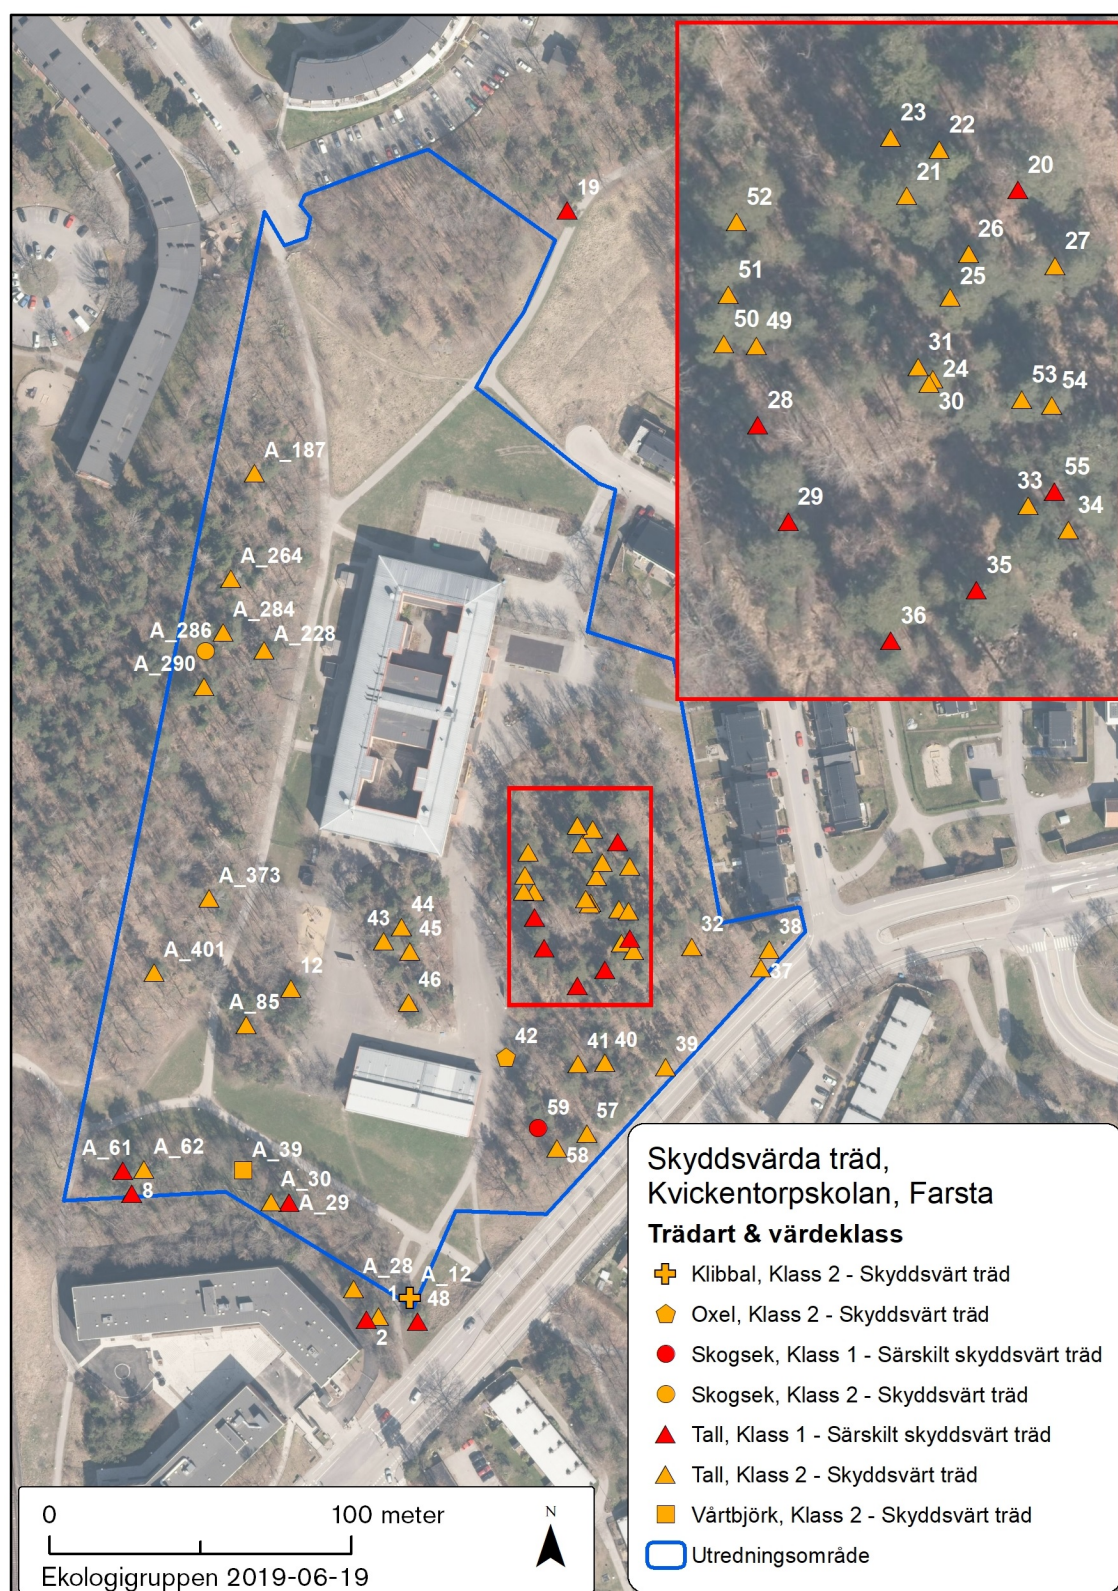 23
22
20
21
52
26
27
51
25
50
49
31
24
30
53
54
28
55
33
34
29
35
36
19
A_187
A_264
A_284
A_286
A_228
A_290
A_373
A_401
12
A_85
43
44
45
46
32
38
37
42
41
40
39
59
57
58
A_61
A_62
8
A_39
A_30
A_29
A_28
1
A_12
48
2
Skyddsvärda träd,
Kvickentorpskolan, Farsta
Trädart & värdeklass
Klibbal, Klass 2 - Skyddsvärt träd
Oxel, Klass 2 - Skyddsvärt träd
Skogsek, Klass 1 - Särskilt skyddsvärt träd
Skogsek, Klass 2 - Skyddsvärt träd
Tall, Klass 1 - Särskilt skyddsvärt träd
Tall, Klass 2 - Skyddsvärt träd
Vårtbjörk, Klass 2 - Skyddsvärt träd
Utredningsområde
0 100 meter
N
Ekologigruppen 2019-06-19